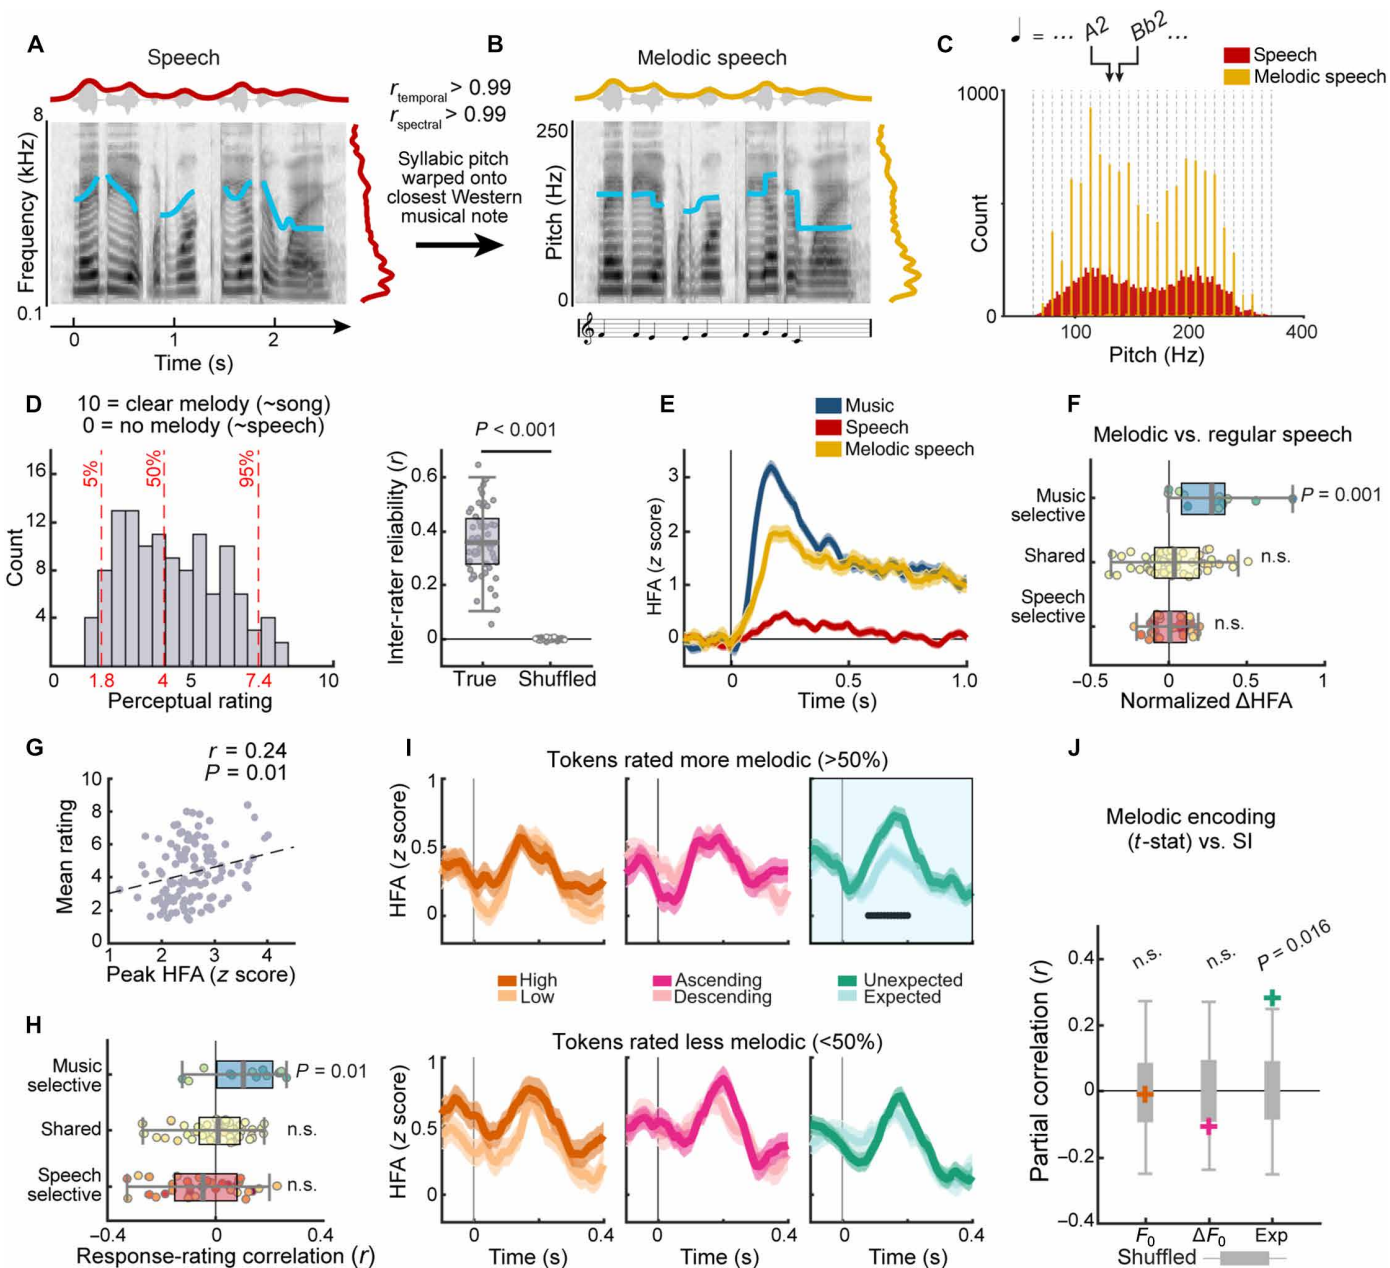 A
Speech
8
Frequency (kHz)
0.1
0
1
2
Time (s)
r temporal > 0.99
r spectral > 0.99
Syllabic pitch
warped onto
closest Western
musical note
B
Melodic speech
250
Pitch (Hz)
0
C
= ... A2 Bb2 ...
Speech
Melodic speech
1000
Count
0
100
200
400
Pitch (Hz)
D
10 = clear melody (~song)
0 = no melody (~speech)
16
12
8
4
Count
5%
50%
95%
0
1.8
4
5
7.4
10
Perceptual rating
P < 0.001
0.6
0.4
0.2
0
Inter-rater reliability (r)
True
Shuffled
E
Music
Speech
Melodic speech
3
2
1
0
HFA (z score)
0
0.5
1.0
Time (s)
F
Melodic vs. regular speech
Music
selective
P = 0.001
Shared
n.s.
Speech
selective
n.s.
−0.5
0
0.5
1
Normalized ΔHFA
G
r = 0.24
P = 0.01
10
8
6
4
2
0
Mean rating
1
2
3
4
Peak HFA (z score)
H
Music
selective
P = 0.01
Shared
n.s.
Speech
selective
n.s.
−0.4
0
0.4
Response-rating correlation (r)
I
Tokens rated more melodic (>50%)
1
0.5
0
HFA (z score)
High
Low
Ascending
Descending
Unexpected
Expected
Tokens rated less melodic (<50%)
1
0.5
0
HFA (z score)
0
0.4
0
0.4
0
0.4
Time (s)
Time (s)
Time (s)
J
Melodic encoding
(t-stat) vs. SI
n.s.
n.s.
P = 0.016
0.4
0.2
0
−0.2
−0.4
Partial correlation (r)
F0
ΔF0
Exp
Shuffled